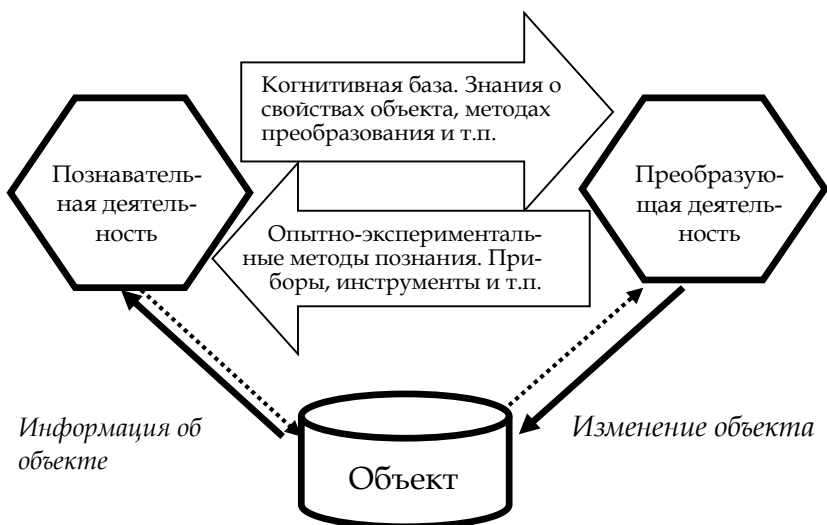 Когнитивная база. Знания о
свойствах объекта, методах
преобразования и т.п.
Познаватель-
ная деятель-
ность
Преобразую-
щая деятель-
ность
Опытно-эксперименталь-
ные методы познания. При-
боры, инструменты и т.п.
Информация об
объекте
Изменение объекта
Объект